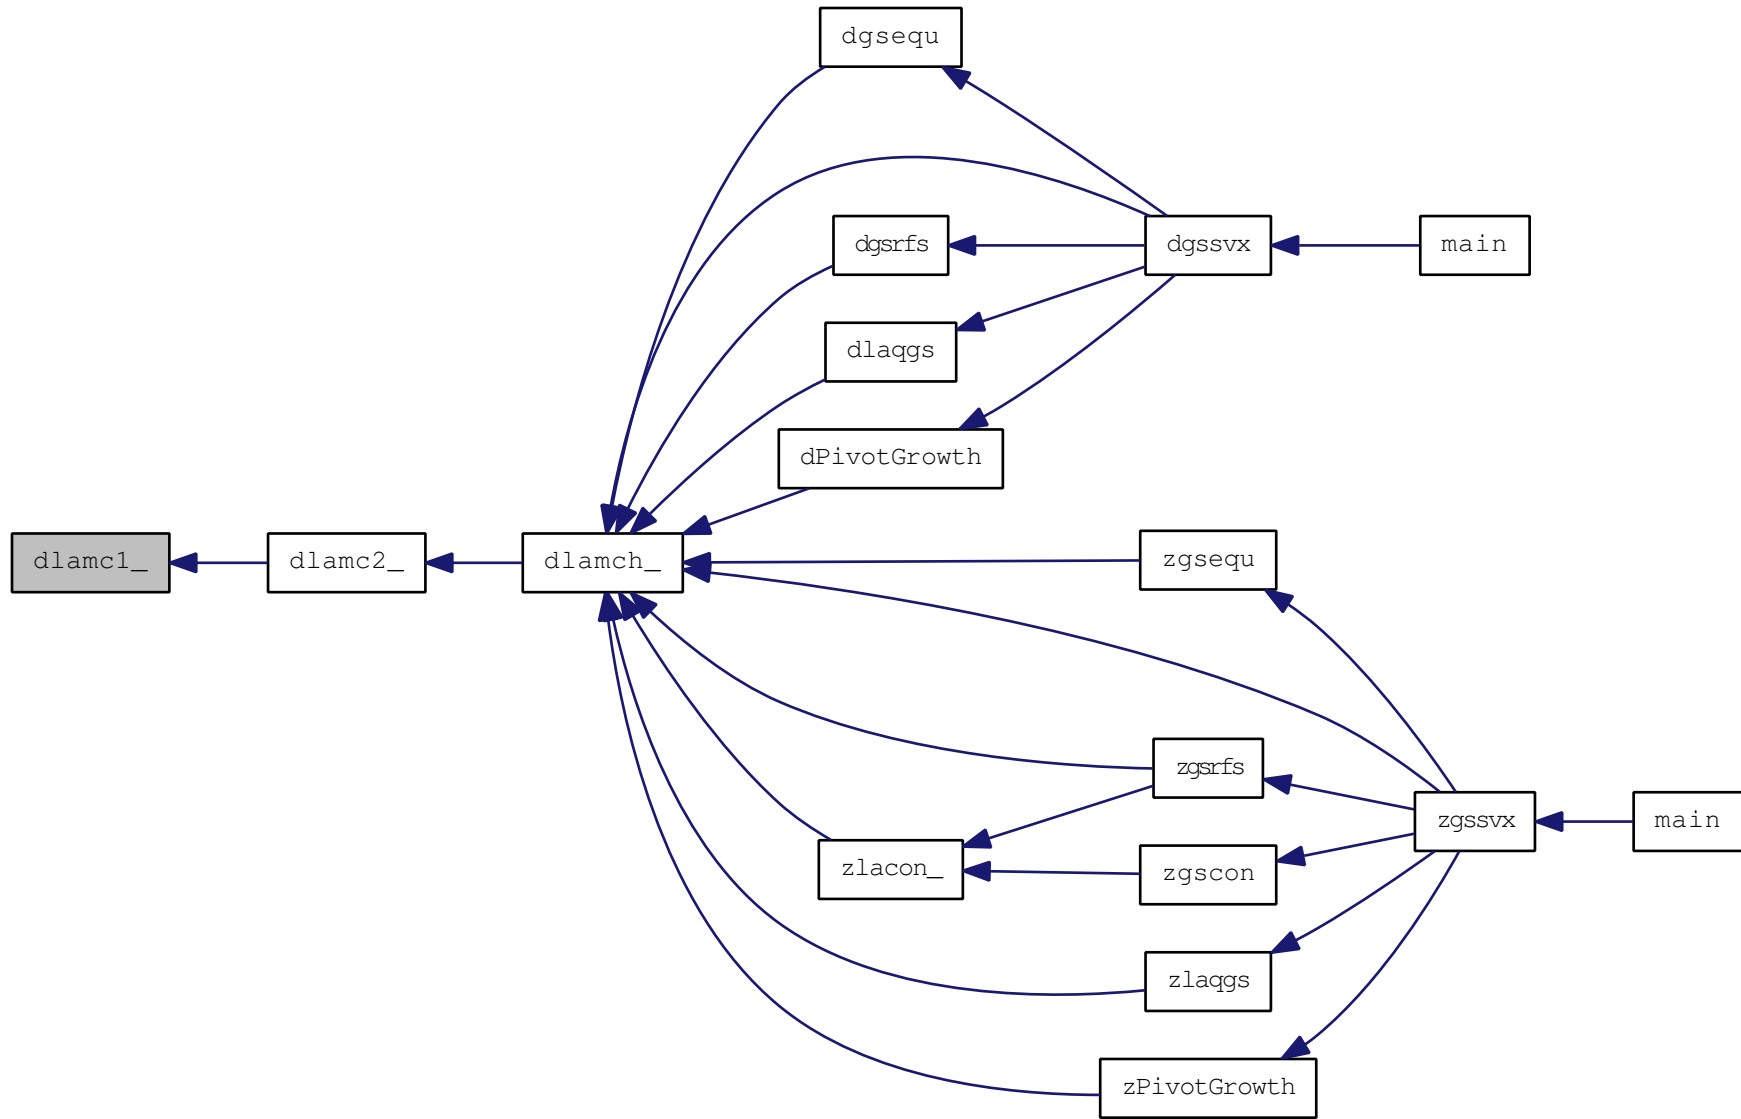 dgsequ
dgsrfs
dgssvx
main
dlaqgs
dPivotGrowth
dlamc1_
dlamc2_
dlamch_
zgsequ
zgsrfs
zgssvx
main
zlacon_
zgscon
zlaqgs
zPivotGrowth